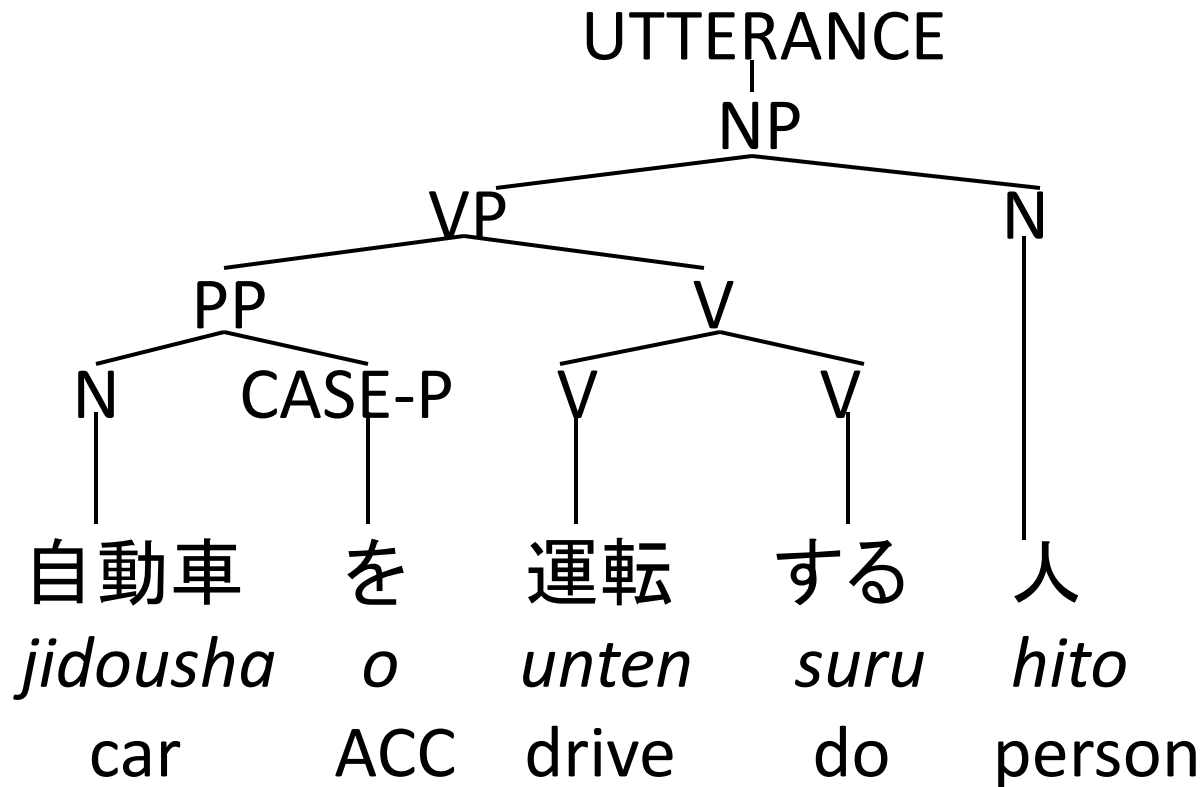 UTTERANCE
NP
VP N
PP V
N CASE-P V V
自動車 を 運転 する 人
jidousha o unten suru hito
car ACC drive do person